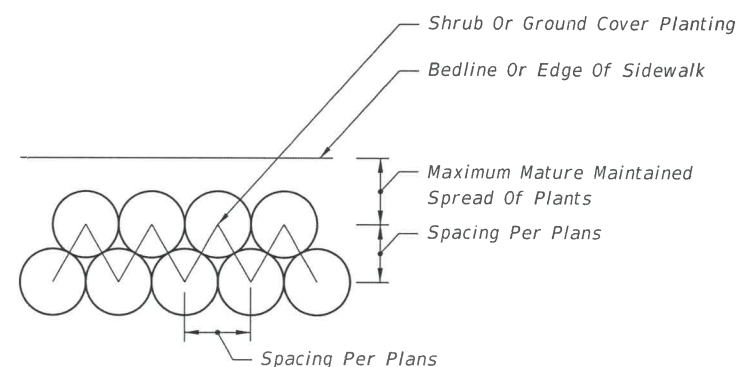 Shrub Or Ground Cover Planting
Bedline Or Edge Of Sidewalk
Maximum Mature Maintained
Spread Of Plants
Spacing Per Plans
Spacing Per Plans